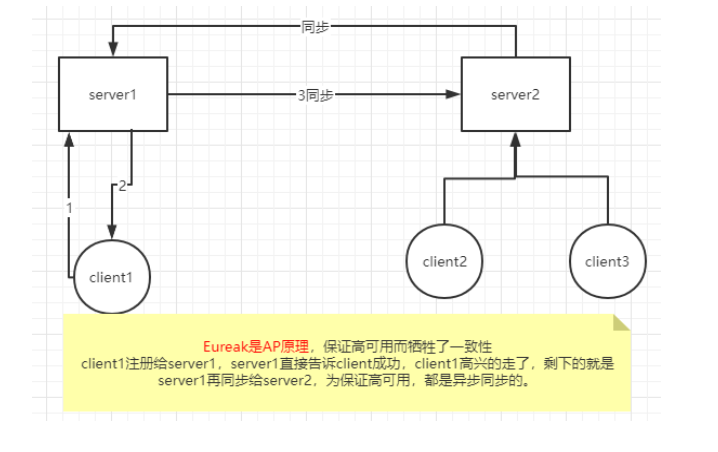 同步
server1
3同步
server2
2
1
client1
client2
client3
Eureak是AP原理，保证高可用而牺牲了一致性
client1注册给server1，server1直接告诉client成功，client1高兴的走了，剩下的就是
server1再同步给server2，为保证高可用，都是异步同步的。